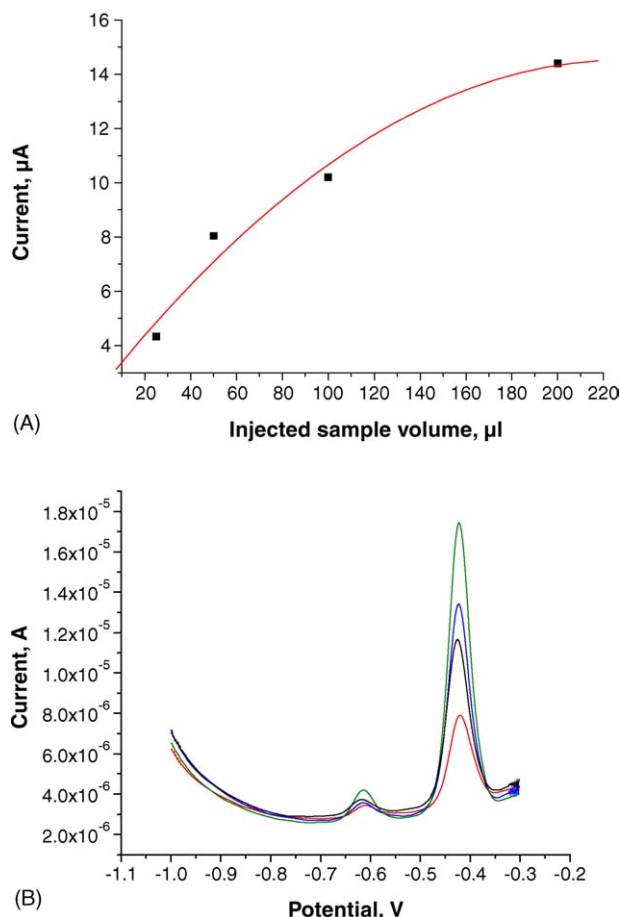 16
14
12
10
8
6
4
Current, µA
20 40 60 80 100 120 140 160 180 200 220
Injected sample volume, µl
(A)
1.8x10⁻⁵
1.6x10⁻⁵
1.4x10⁻⁵
1.2x10⁻⁵
1.0x10⁻⁵
8.0x10⁻⁶
6.0x10⁻⁶
4.0x10⁻⁶
2.0x10⁻⁶
Current, A
-1.1 -1.0 -0.9 -0.8 -0.7 -0.6 -0.5 -0.4 -0.3 -0.2
Potential, V
(B)